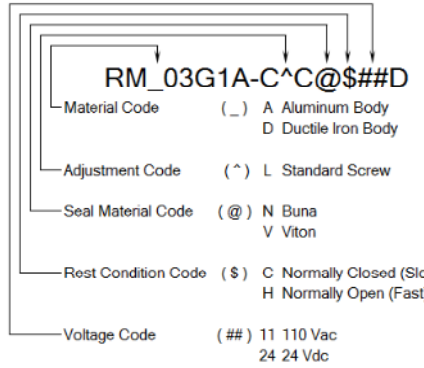 RM_03G1A-C^C@$##D
Material Code ( _ ) A Aluminum Body
D Ductile Iron Body
Adjustment Code ( ^ ) L Standard Screw
Seal Material Code ( @ ) N Buna
V Viton
Rest Condition Code ( $ ) C Normally Closed
H Normally Open (Fast
Voltage Code ( ## ) 11 110 Vac
24 24 Vdc